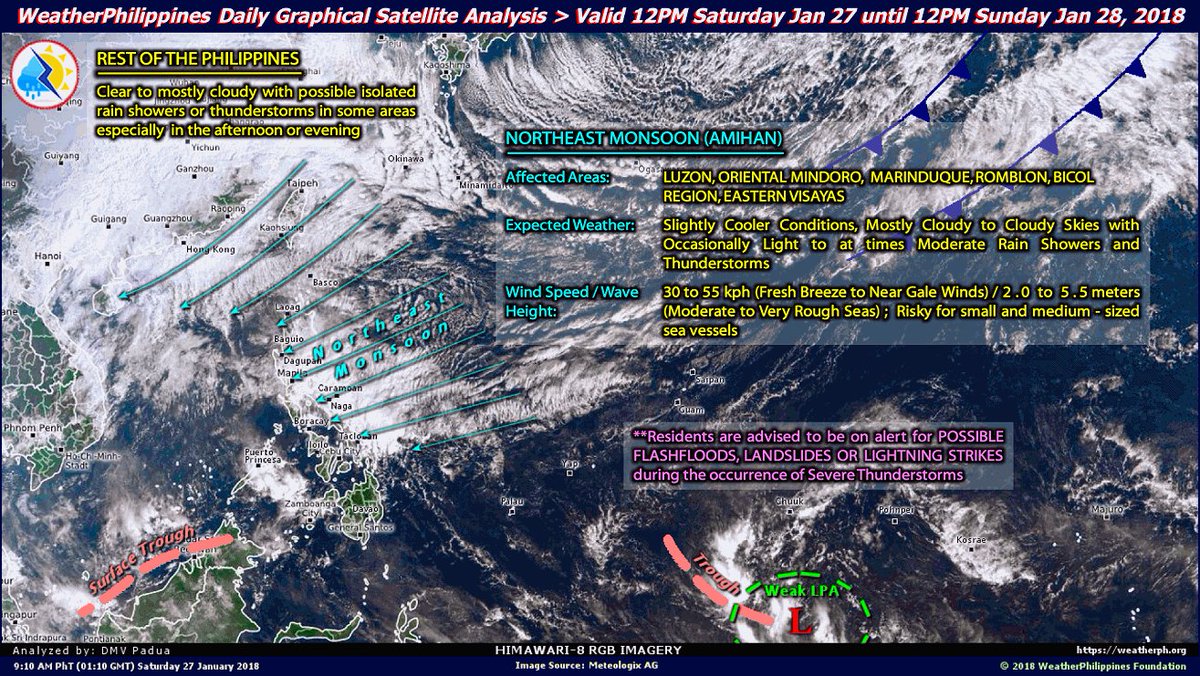 WeatherPhilippines Daily Graphical Satellite Analysis > Valid 12PM Saturday Jan 27 until 12PM Sunday Jan 28, 2018
REST OF THE PHILIPPINES
Clear to mostly cloudy with possible isolated
rain showers or thunderstorms in some areas
especially in the afternoon or evening
Kagoshima
NORTHEAST MONSOON (AMIHAN)
Affected Areas:
LUZON, ORIENTAL MINDORO, MARINDUQUE, ROMBLON, BICOL
REGION, EASTERN VISAYAS
Expected Weather:
Slightly Cooler Conditions, Mostly Cloudy to Cloudy Skies with
Occasionally Light to at times Moderate Rain Showers and
Thunderstorms
Wind Speed / Wave
Height:
30 to 55 kph (Fresh Breeze to Near Gale Winds) / 2.0 to 5.5 meters
(Moderate to Very Rough Seas) ; Risky for small and medium - sized
sea vessels
Yichun
Guiyang
Ganzhou
Okinawa
Taipeh
Minamidaito
Raoping
Guigang
Guangzhou
Kaohsiung
Hong Kong
Hanoi
Basco
Laoag
Baguio
Dagupan
Manila
Northeast
Monsoon
Caramoan
Naga
Boracay
Tacloban
Iloilo
Cebu City
Puerto
Princesa
Phnom Penh
Ho-Chi-Minh-
Stadt
Zamboanga
City
Davao
General Santos
Saipan
Guam
Yap
Palau
**Residents are advised to be on alert for POSSIBLE
FLASHFLOODS, LANDSLIDES OR LIGHTNING STRIKES
during the occurrence of Severe Thunderstorms
Chuuk
Pohnpei
Majuro
Kosrae
Surface Trough
Trough
Weak LPA
L
Pontianak
Analyzed by: DMV Padua
HIMAWARI-8 RGB IMAGERY
https://weatherph.org
9:10 AM PhT (01:10 GMT) Saturday 27 January 2018
Image Source: Meteologix AG
© 2018 WeatherPhilippines Foundation